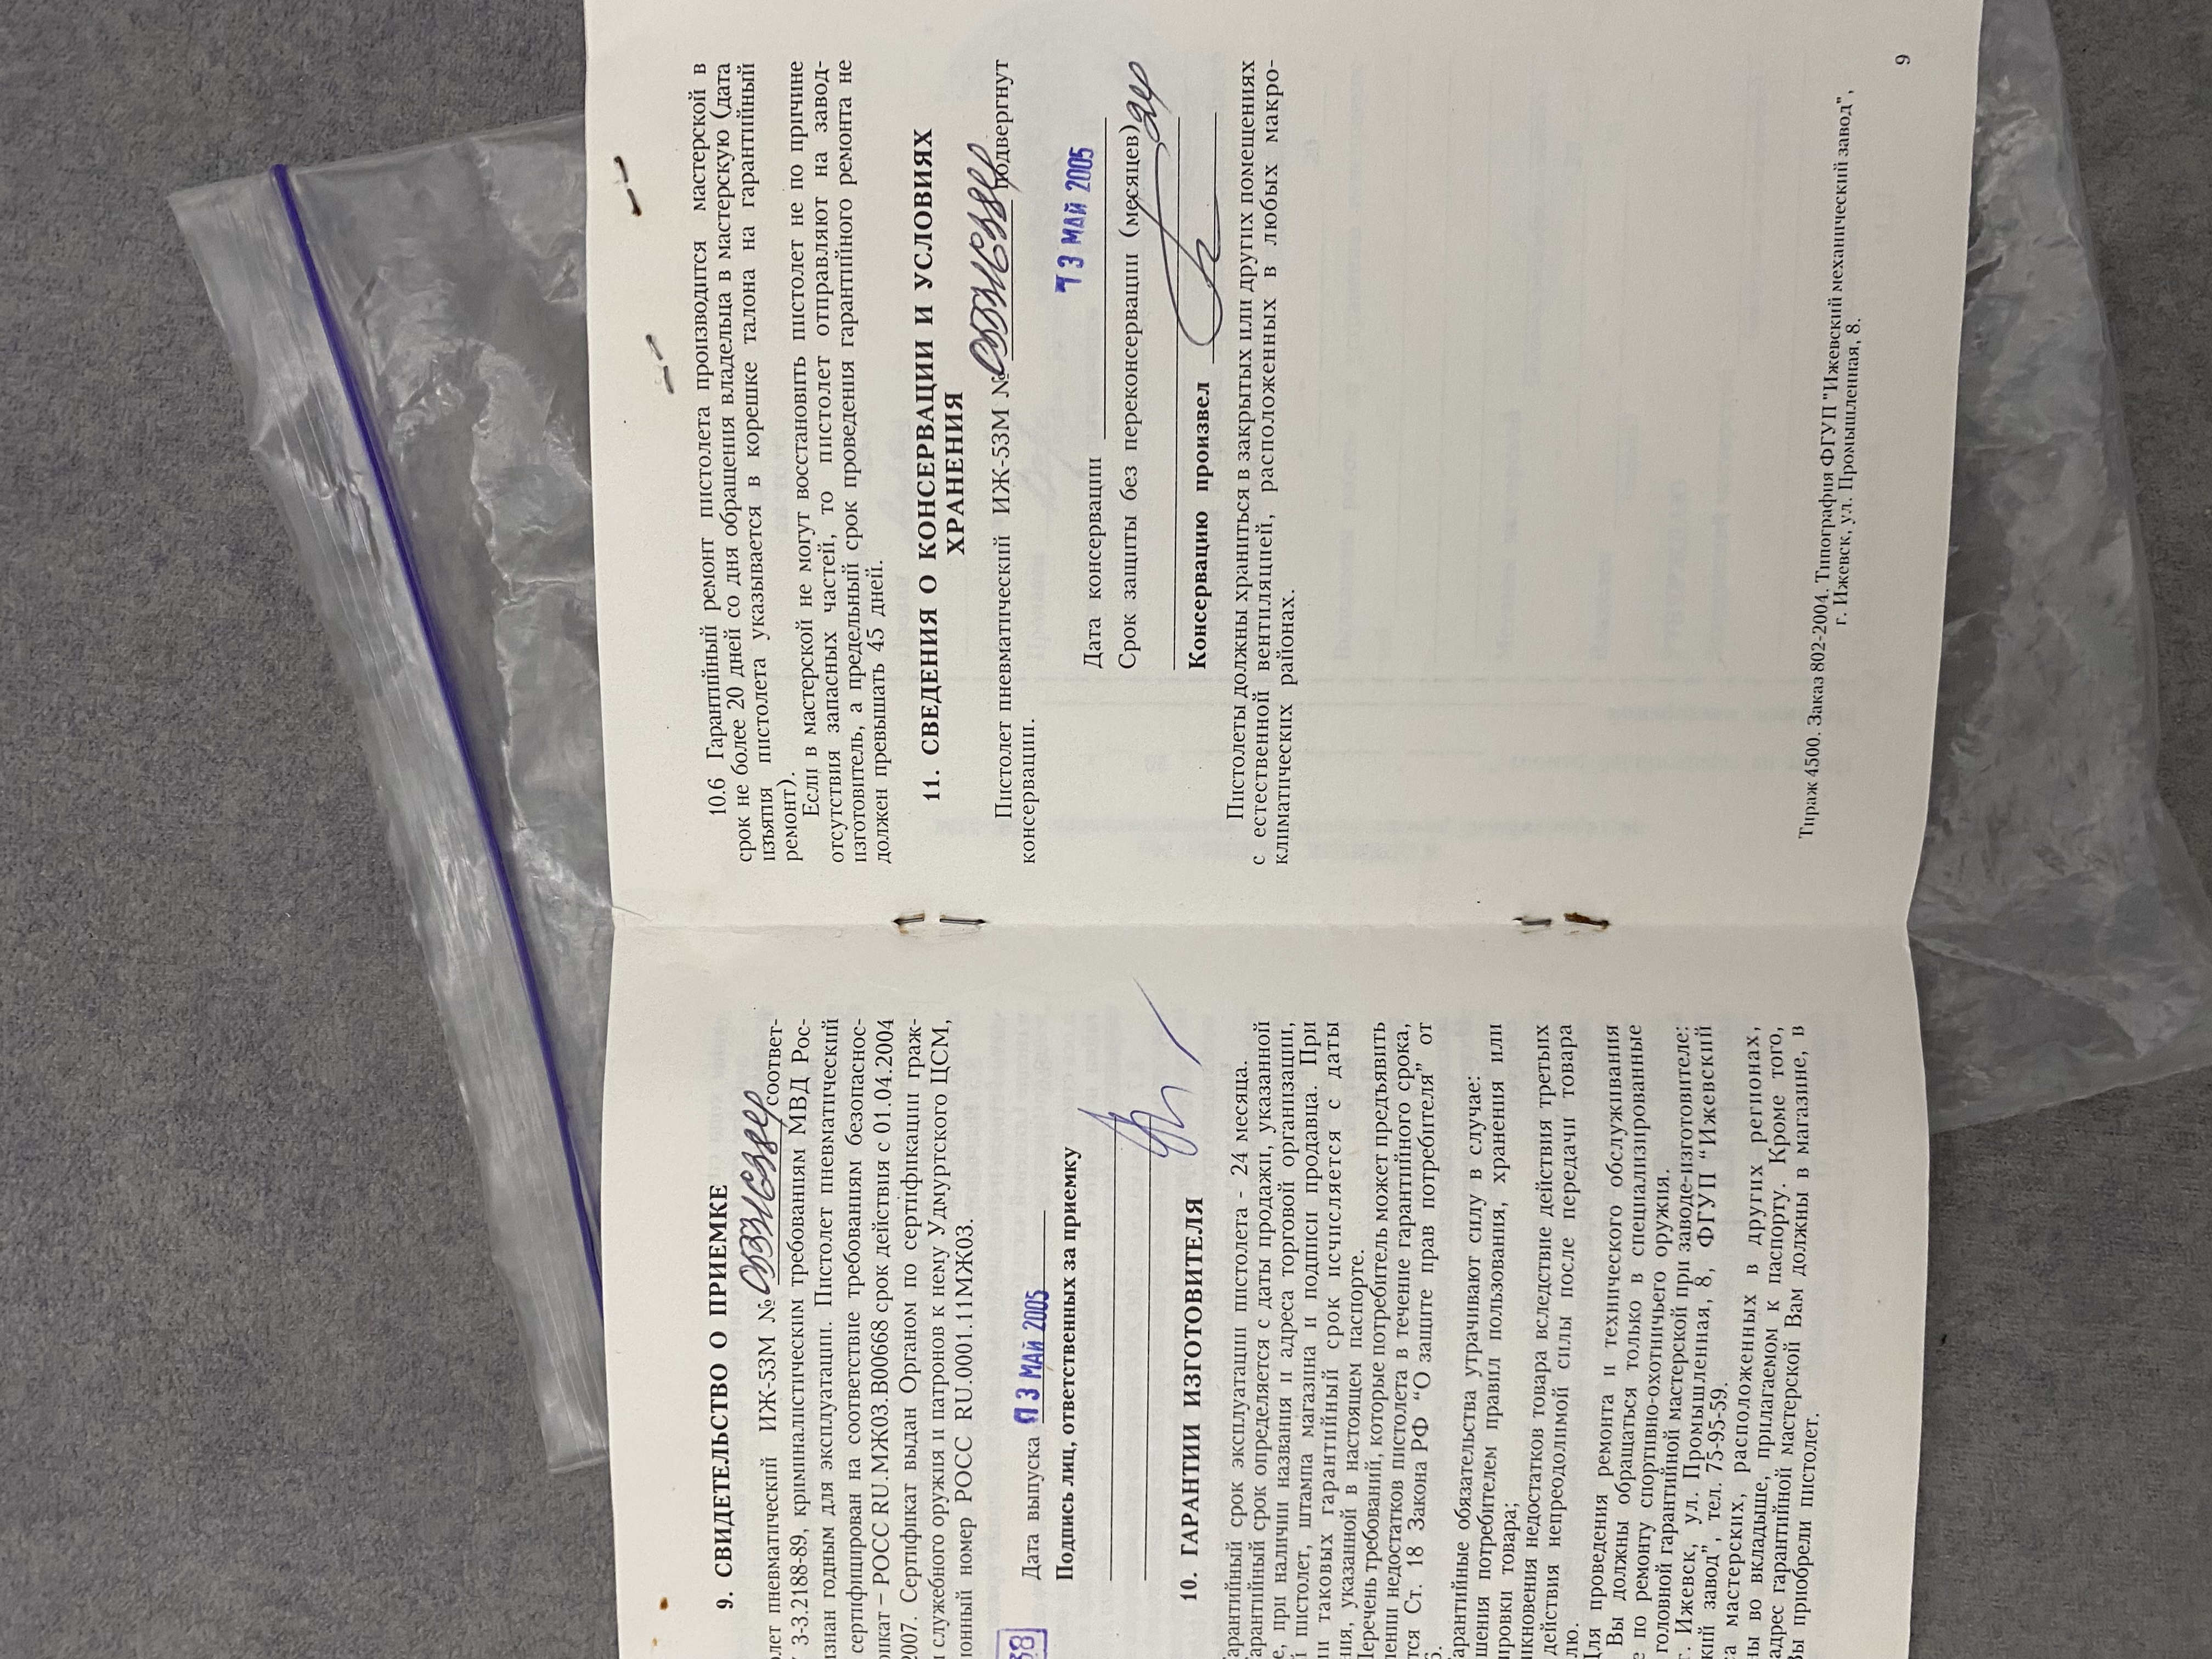 9. СВИДЕТЕЛЬСТВО О ПРИЕМКЕ
пневматический ИЖ-53М № соответ-
3-3.2188-89, криминалистическим требованиям МВД Рос-
годным для эксплуатации. Пистолет пневматический
сертифицирован на соответствие требованиям безопаснос-
– РОСС RU.МЖ03.В00668 срок действия с 01.04.2004
2007. Сертификат выдан Органом по сертификации граж-
служебного оружия и патронов к нему Удмуртского ЦСМ,
номер РОСС RU.0001.11МЖ03.
Дата выпуска 13 МАЙ 2005
Подпись лиц, ответственных за приемку
10. ГАРАНТИИ ИЗГОТОВИТЕЛЯ
срок эксплуатации пистолета - 24 месяца.
срок определяется с даты продажи, указанной
при наличии названия и адреса торговой организации,
пистолет, штампа магазина и подписи продавца. При
таковых гарантийный срок исчисляется с даты
указанной в настоящем паспорте.
требований, которые потребитель может предъявить
недостатков пистолета в течение гарантийного срока,
Ст. 18 Закона РФ "О защите прав потребителя" от
обязательства утрачивают силу в случае:
потребителем правил пользования, хранения или
товара;
недостатков товара вследствие действия третьих
действия непреодолимой силы после передачи товара
Для проведения ремонта и технического обслуживания
Вы должны обращаться только в специализированные
по ремонту спортивно-охотничьего оружия.
головной гарантийной мастерской при заводе-изготовителе:
г. Ижевск, ул. Промышленная, 8, ФГУП "Ижевский
завод", тел. 75-95-59.
мастерских, расположенных в других регионах,
во вкладыше, прилагаемом к паспорту. Кроме того,
адрес гарантийной мастерской Вам должны в магазине, в
приобрели пистолет.
10.6 Гарантийный ремонт пистолета производится мастерской в
срок не более 20 дней со дня обращения владельца в мастерскую (дата
изъятия пистолета указывается в корешке талона на гарантийный
ремонт).
Если в мастерской не могут восстановить пистолет не по причине
отсутствия запасных частей, то пистолет отправляют на завод-
изготовитель, а предельный срок проведения гарантийного ремонта не
должен превышать 45 дней.
11. СВЕДЕНИЯ О КОНСЕРВАЦИИ И УСЛОВИЯХ
ХРАНЕНИЯ
Пистолет пневматический ИЖ-53М № подвергнут
консервации.
Дата консервации 13 МАЙ 2005
Срок защиты без переконсервации (месяцев)
Консервацию произвел
Пистолеты должны храниться в закрытых или других помещениях
с естественной вентиляцией, расположенных в любых макро-
климатических районах.
Тираж 4500. Заказ 802-2004. Типография ФГУП "Ижевский механический завод",
г. Ижевск, ул. Промышленная, 8.
9